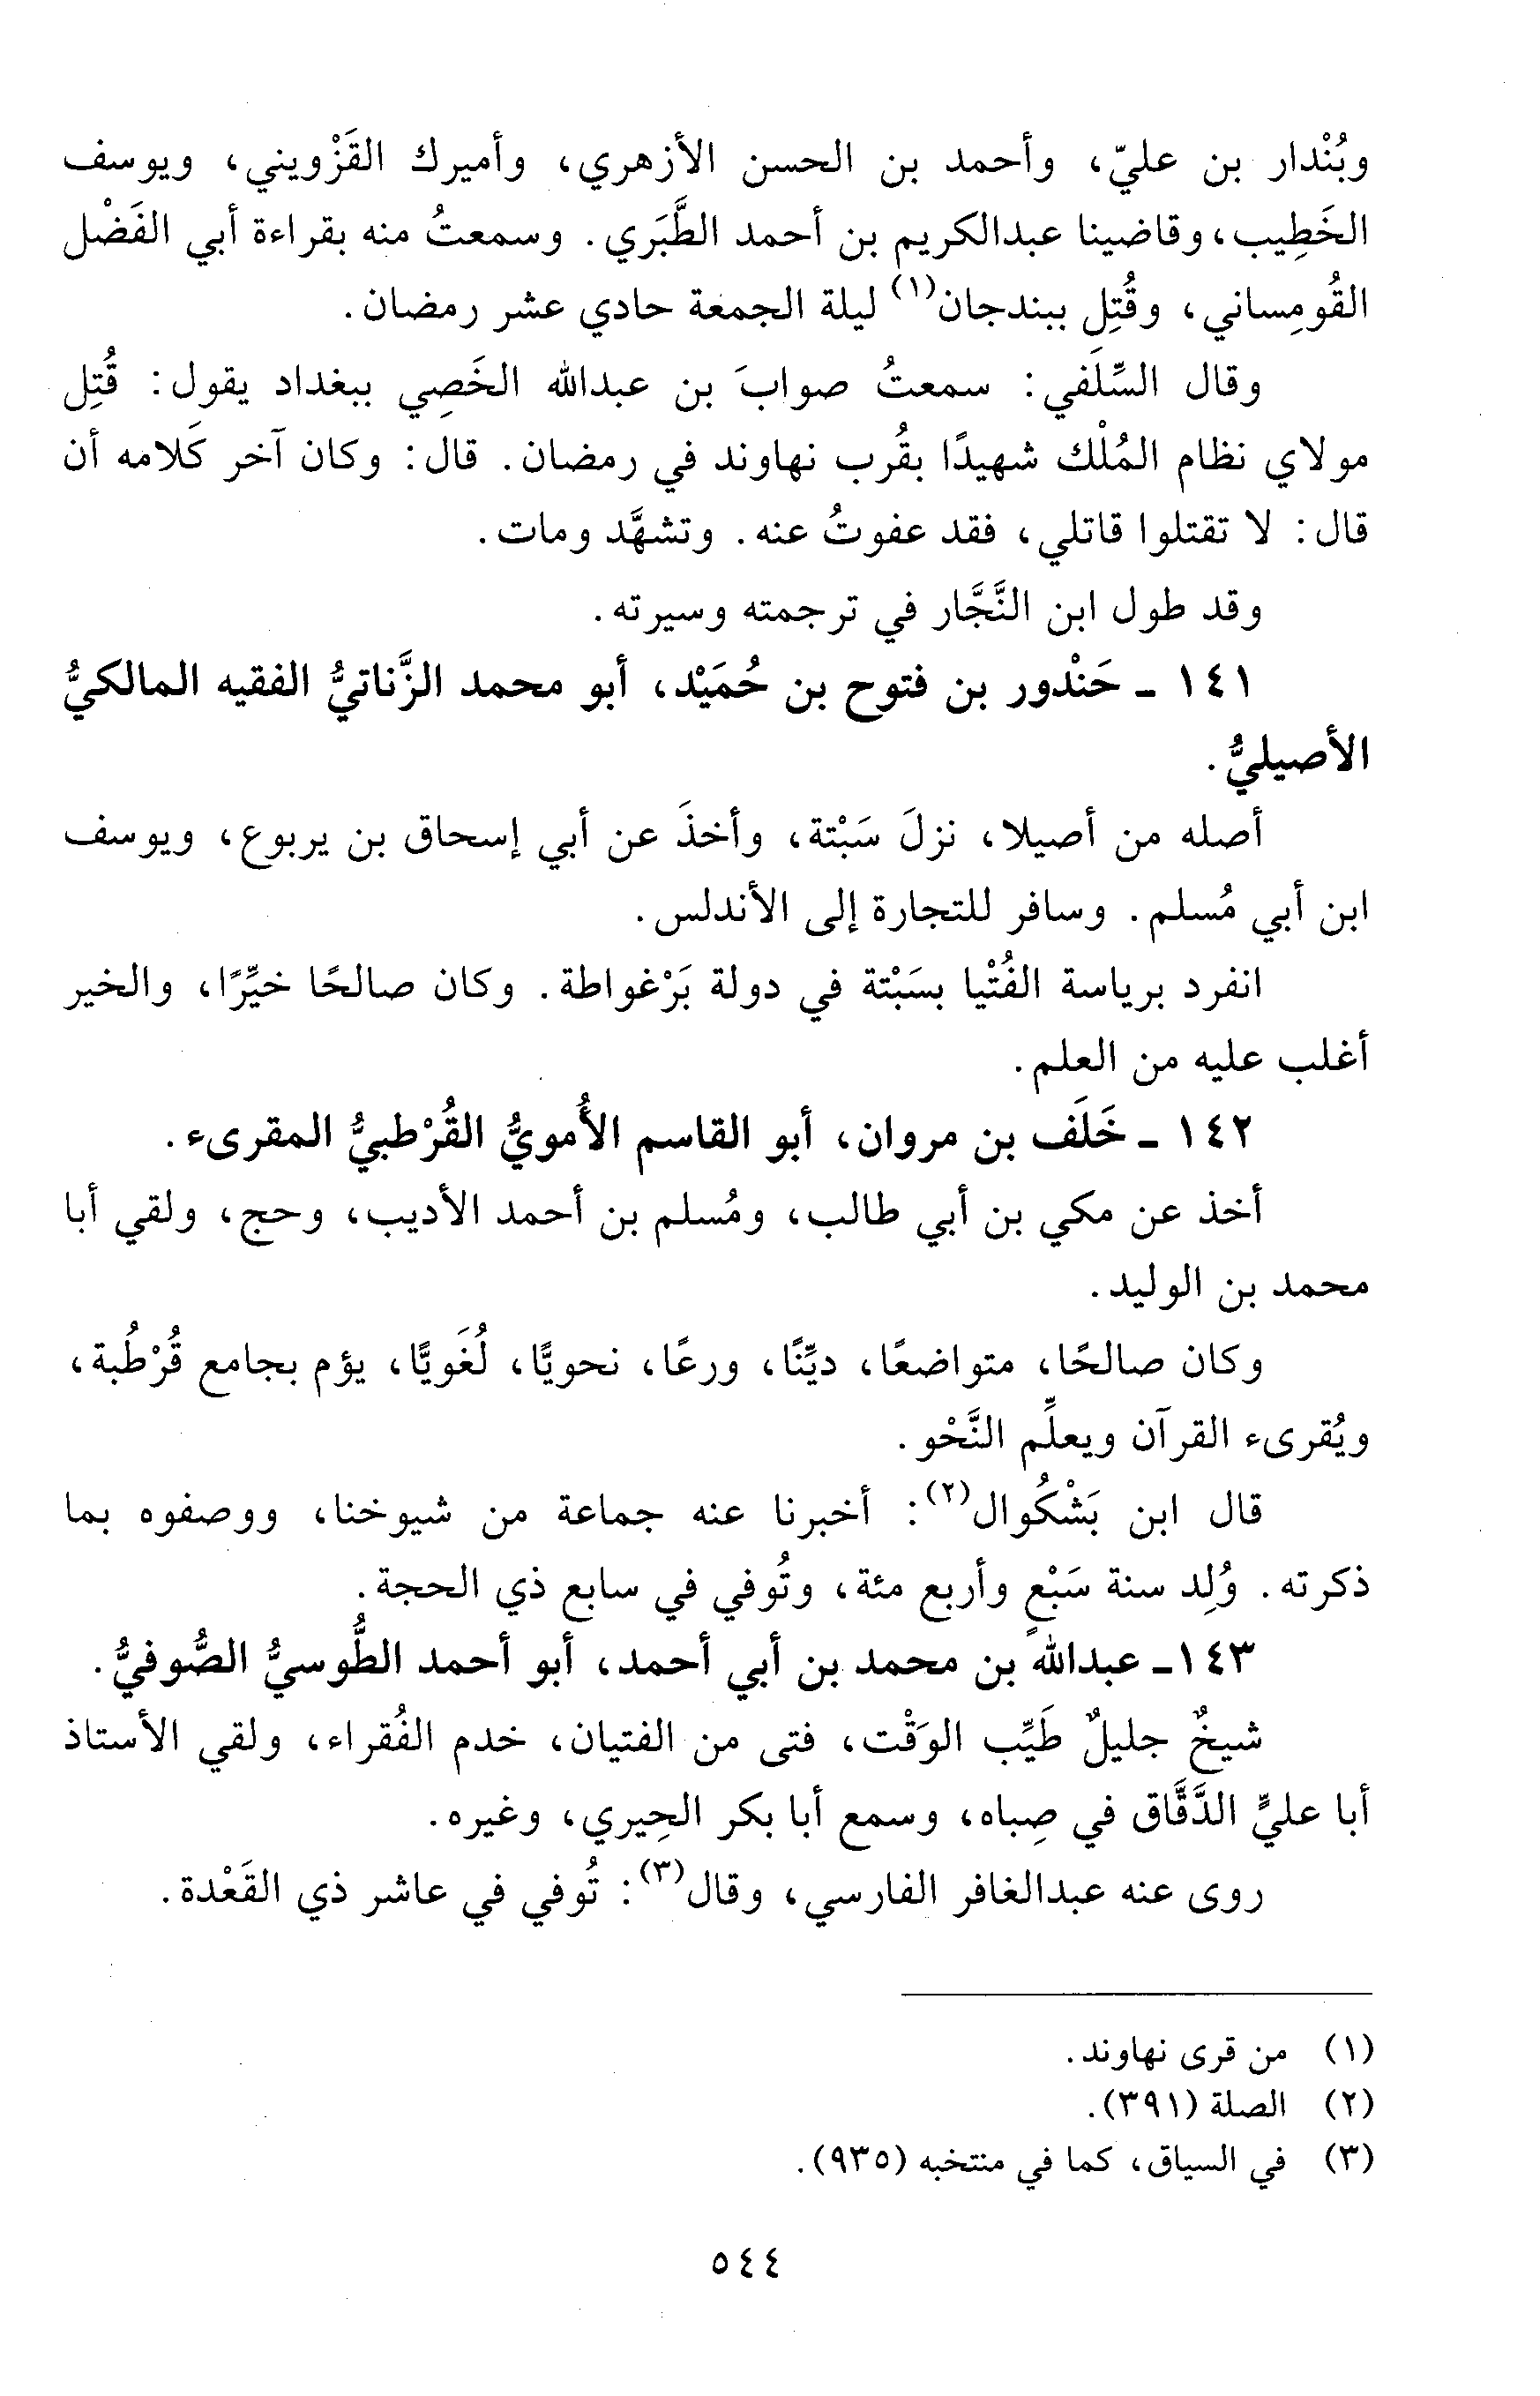 وبُنْدار بن عليّ، وأحمد بن الحسن الأزهري، وأميرك القَزْويني، ويوسف
الخَطِيب، وقاضينا عبدالكريم بن أحمد الطَّبَري. وسمعتُ منه بقراءة أبي الفَضْل
القُومِساني، وقُتِل ببندجان(١) ليلة الجمعة حادي عشر رمضان.
وقال السِّلَفي: سمعتُ صوابَ بن عبدالله الخَصِي ببغداد يقول: قُتِل
مولاي نظام المُلْك شهيدًا بقُرب نهاوند في رمضان. قال: وكان آخر كَلامه أن
قال: لا تقتلوا قاتلي، فقد عفوتُ عنه. وتشهَّد ومات.
وقد طول ابن النَّجَّار في ترجمته وسيرته.
١٤١ - حَنْدور بن فتوح بن حُمَيْد، أبو محمد الزَّناتيُّ الفقيه المالكيُّ
الأصيليُّ.
أصله من أصيلا، نزلَ سَبْتة، وأخذَ عن أبي إسحاق بن يربوع، ويوسف
ابن أبي مُسلم. وسافر للتجارة إلى الأندلس.
انفرد برياسة الفُتْيا بسَبْتة في دولة بَرْغواطة. وكان صالحًا خيِّرًا، والخير
أغلب عليه من العلم.
١٤٢ - خَلَف بن مروان، أبو القاسم الأُمويُّ القُرْطبيُّ المقرىء.
أخذ عن مكي بن أبي طالب، ومُسلم بن أحمد الأديب، وحج، ولقي أبا
محمد بن الوليد.
وكان صالحًا، متواضعًا، ديِّنًا، ورعًا، نحويًّا، لُغَويًّا، يؤم بجامع قُرْطُبة،
ويُقرىء القرآن ويعلِّم النَّحْو.
قال ابن بَشْكُوال(٢): أخبرنا عنه جماعة من شيوخنا، ووصفوه بما
ذكرته. وُلِد سنة سَبْعٍ وأربع مئة، وتُوفي في سابع ذي الحجة.
١٤٣- عبدالله بن محمد بن أبي أحمد، أبو أحمد الطُّوسيُّ الصُّوفيُّ.
شيخٌ جليلٌ طَيِّب الوَقْت، فتى من الفتيان، خدم الفُقراء، ولقي الأستاذ
أبا عليٍّ الدَّقَّاق في صِباه، وسمع أبا بكر الحِيري، وغيره.
روى عنه عبدالغافر الفارسي، وقال(٣): تُوفي في عاشر ذي القَعْدة.
(١) من قرى نهاوند.
(٢) الصلة (٣٩١).
(٣) في السياق، كما في منتخبه (٩٣٥).
٥٤٤